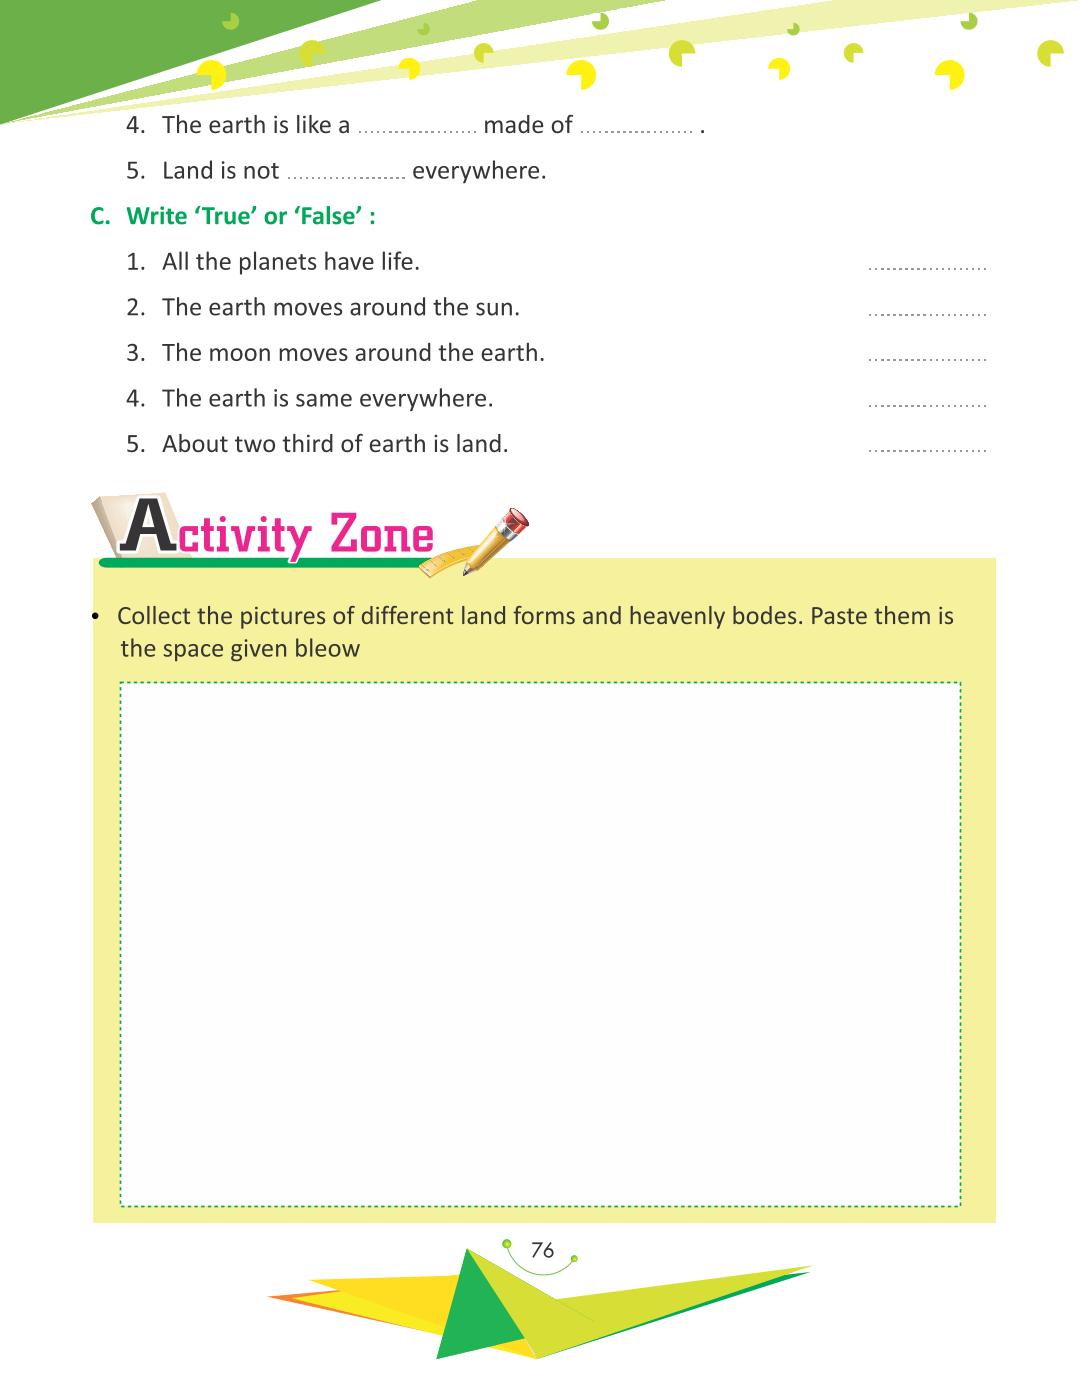 4. The earth is like a .................... made of ................... .
5. Land is not .................... everywhere.
C. Write ‘True’ or ‘False’ :
1. All the planets have life. ....................
2. The earth moves around the sun. ....................
3. The moon moves around the earth. ....................
4. The earth is same everywhere. ....................
5. About two third of earth is land. ....................
Activity Zone
• Collect the pictures of different land forms and heavenly bodes. Paste them is
the space given bleow
76